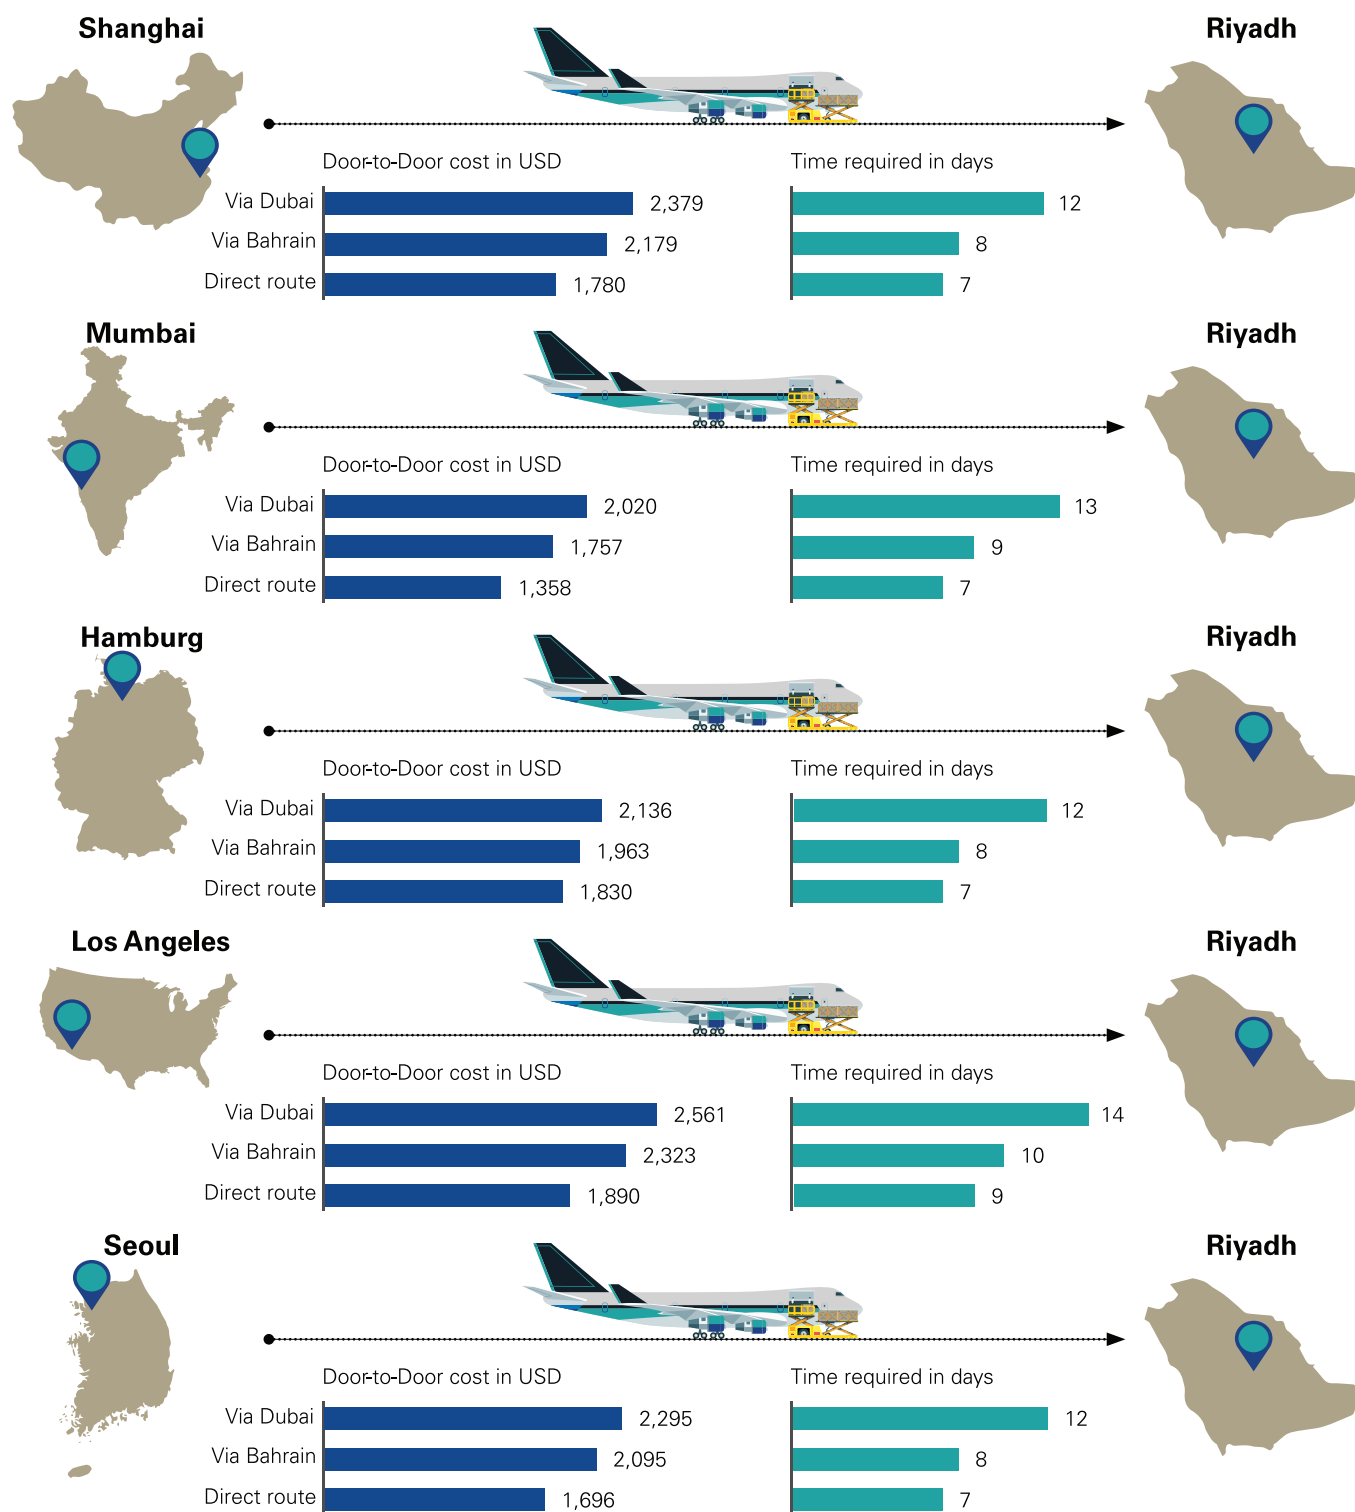 Shanghai
Riyadh
Door-to-Door cost in USD
Time required in days
Via Dubai 2,379 12
Via Bahrain 2,179 8
Direct route 1,780 7
Mumbai
Riyadh
Door-to-Door cost in USD
Time required in days
Via Dubai 2,020 13
Via Bahrain 1,757 9
Direct route 1,358 7
Hamburg
Riyadh
Door-to-Door cost in USD
Time required in days
Via Dubai 2,136 12
Via Bahrain 1,963 8
Direct route 1,830 7
Los Angeles
Riyadh
Door-to-Door cost in USD
Time required in days
Via Dubai 2,561 14
Via Bahrain 2,323 10
Direct route 1,890 9
Seoul
Riyadh
Door-to-Door cost in USD
Time required in days
Via Dubai 2,295 12
Via Bahrain 2,095 8
Direct route 1,696 7